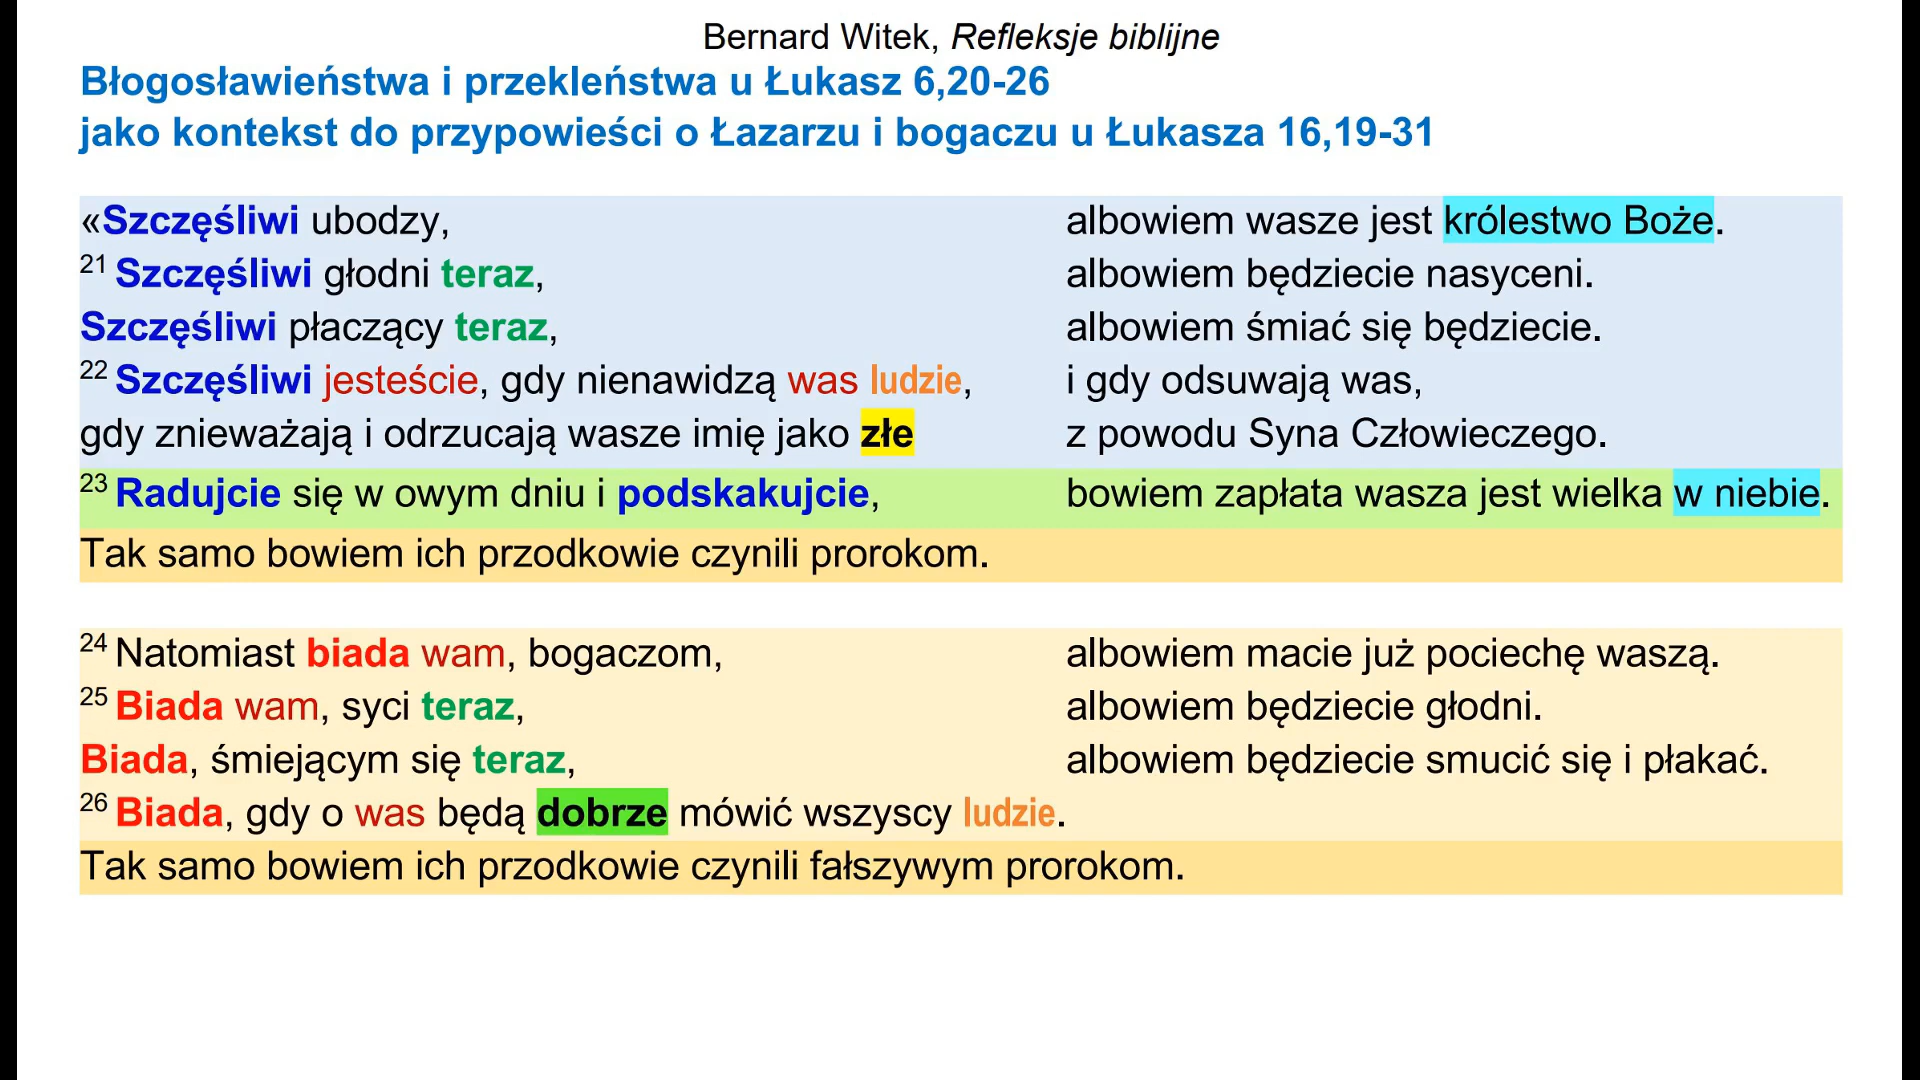 Bernard Witek, Refleksje biblijne
Błogosławieństwa i przekleństwa u Łukasz 6,20-26
jako kontekst do przypowieści o Łazarzu i bogaczu u Łukasza 16,19-31
«Szczęśliwi ubodzy, albowiem wasze jest królestwo Boże.
21 Szczęśliwi głodni teraz, albowiem będziecie nasyceni.
Szczęśliwi płaczący teraz, albowiem śmiać się będziecie.
22 Szczęśliwi jesteście, gdy nienawidzą was ludzie, i gdy odsuwają was,
gdy znieważają i odrzucają wasze imię jako złe z powodu Syna Człowieczego.
23 Radujcie się w owym dniu i podskakujcie, bowiem zapłata wasza jest wielka w niebie.
Tak samo bowiem ich przodkowie czynili prorokom.
24 Natomiast biada wam, bogaczom, albowiem macie już pociechę waszą.
25 Biada wam, syci teraz, albowiem będziecie głodni.
Biada, śmiejącym się teraz, albowiem będziecie smucić się i płakać.
26 Biada, gdy o was będą dobrze mówić wszyscy ludzie.
Tak samo bowiem ich przodkowie czynili fałszywym prorokom.